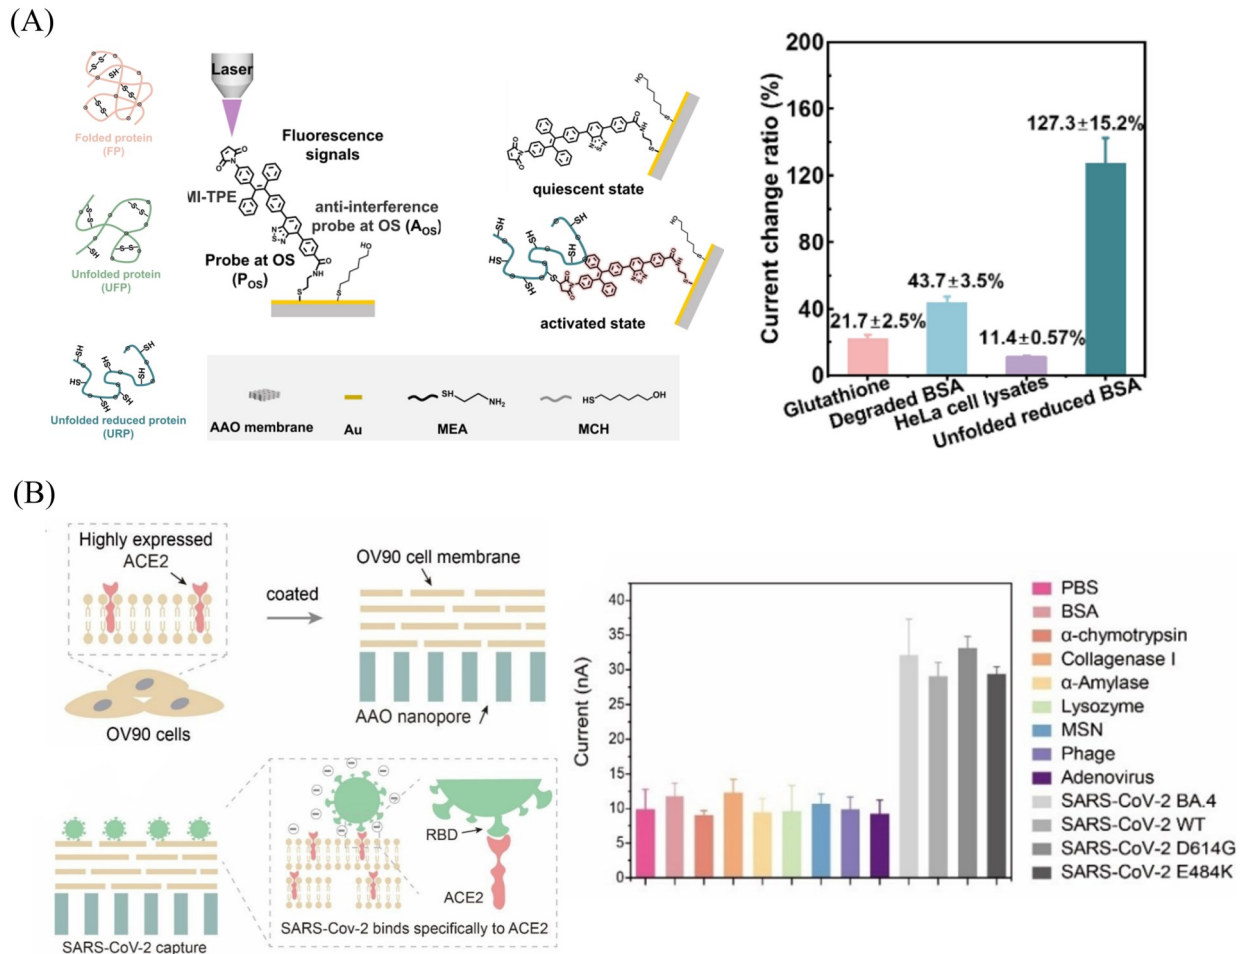 (A)
Laser
Folded protein
(FP)
Unfolded protein
(UFP)
Unfolded reduced protein
(URP)
Fluorescence
signals
MI-TPE
anti-interference
probe at OS (AOS)
Probe at OS
(POS)
quiescent state
activated state
AAO membrane
Au
MEA
MCH
SH
NH2
HS
OH
Current change ratio (%)
200
160
120
80
40
0
21.7±2.5%
43.7±3.5%
11.4±0.57%
127.3±15.2%
Glutathione
Degraded BSA
HeLa cell lysates
Unfolded reduced BSA
(B)
Highly expressed
ACE2
OV90 cells
coated
OV90 cell membrane
AAO nanopore
SARS-CoV-2 capture
RBD
ACE2
SARS-Cov-2 binds specifically to ACE2
Current (nA)
40
35
30
25
20
15
10
5
0
PBS
BSA
α-chymotrypsin
Collagenase I
α-Amylase
Lysozyme
MSN
Phage
Adenovirus
SARS-CoV-2 BA.4
SARS-CoV-2 WT
SARS-CoV-2 D614G
SARS-CoV-2 E484K